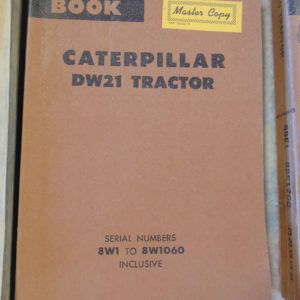 BOOK
Master Copy
CATERPILLAR
DW21 TRACTOR
SERIAL NUMBERS
8W1 TO 8W1060
INCLUSIVE